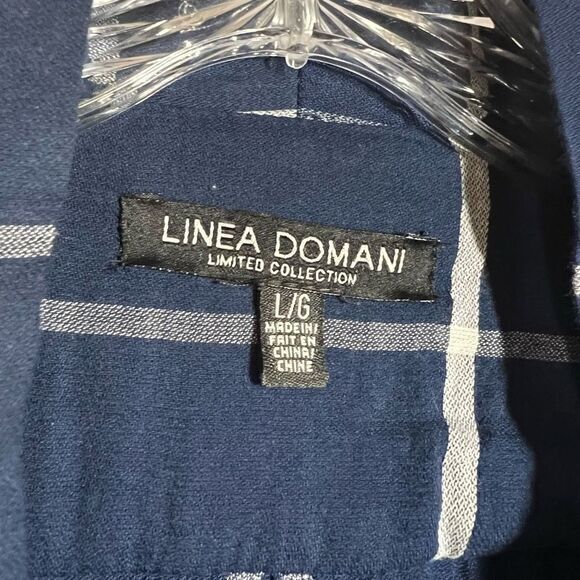 LINEA DOMANI
LIMITED COLLECTION
L/G
MADE IN/
FAIT EN
CHINA/
CHINE